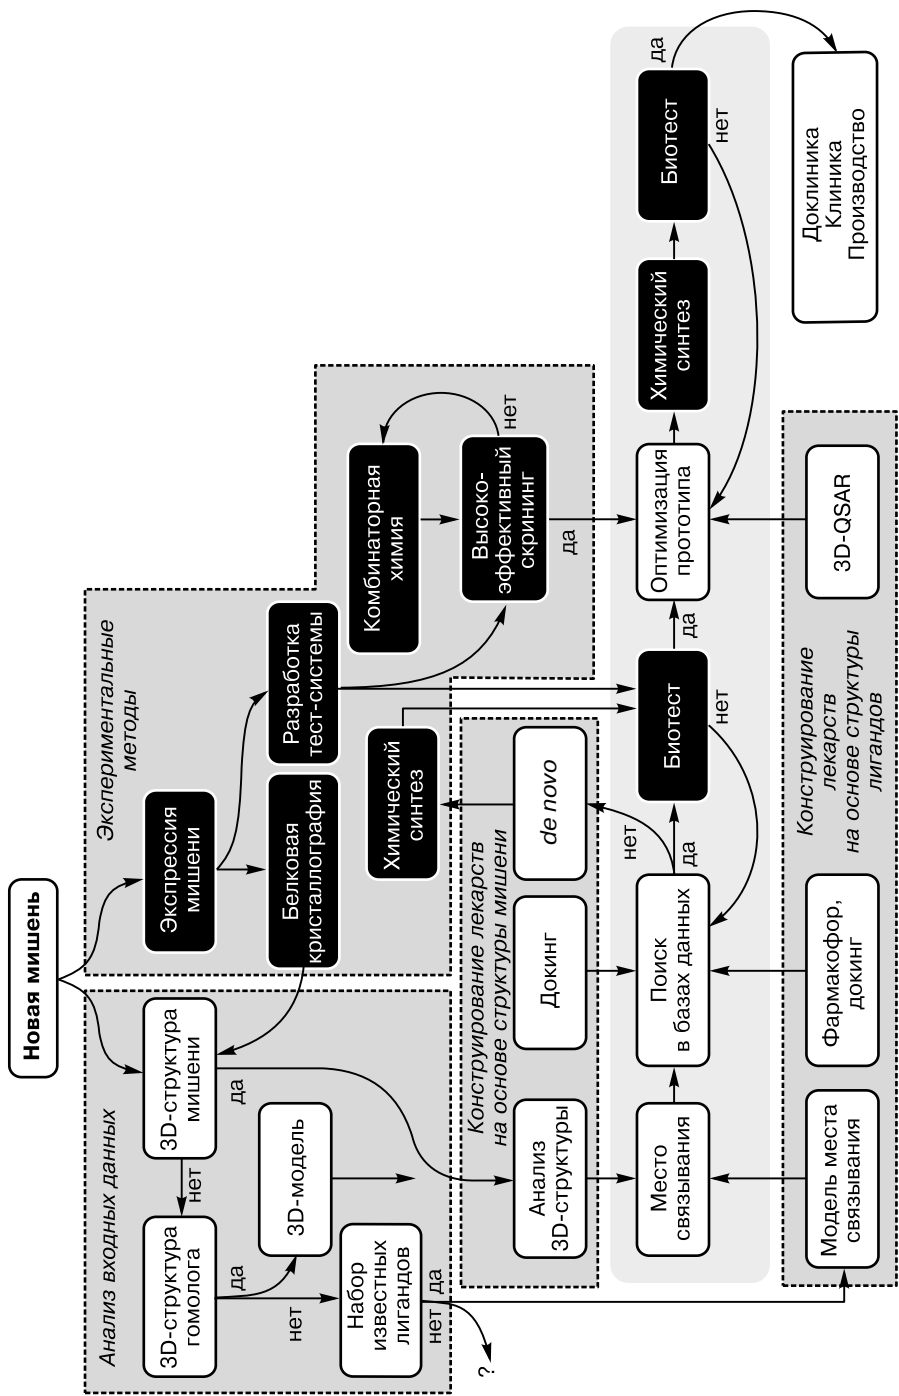 Новая мишень
Анализ входных данных
3D-структура
мишени
нет
да
3D-структура
гомолога
да
нет
3D-модель
Набор
известных
лигандов
нет
да
?
Экспериментальные
методы
Экспрессия
мишени
Белковая
кристаллография
Разработка
тест-системы
Химический
синтез
Комбинаторная
химия
Высоко-
эффективный
скрининг
нет
да
Конструирование лекарств
на основе структуры мишени
Анализ
3D-структуры
Докинг
de novo
нет
Место
связывания
Поиск
в базах данных
да
Биотест
нет
да
Оптимизация
прототипа
Химический
синтез
Биотест
да
нет
Доклиника
Клиника
Производство
Конструирование
лекарств
на основе структуры
лигандов
Модель места
связывания
Фармакофор,
докинг
3D-QSAR